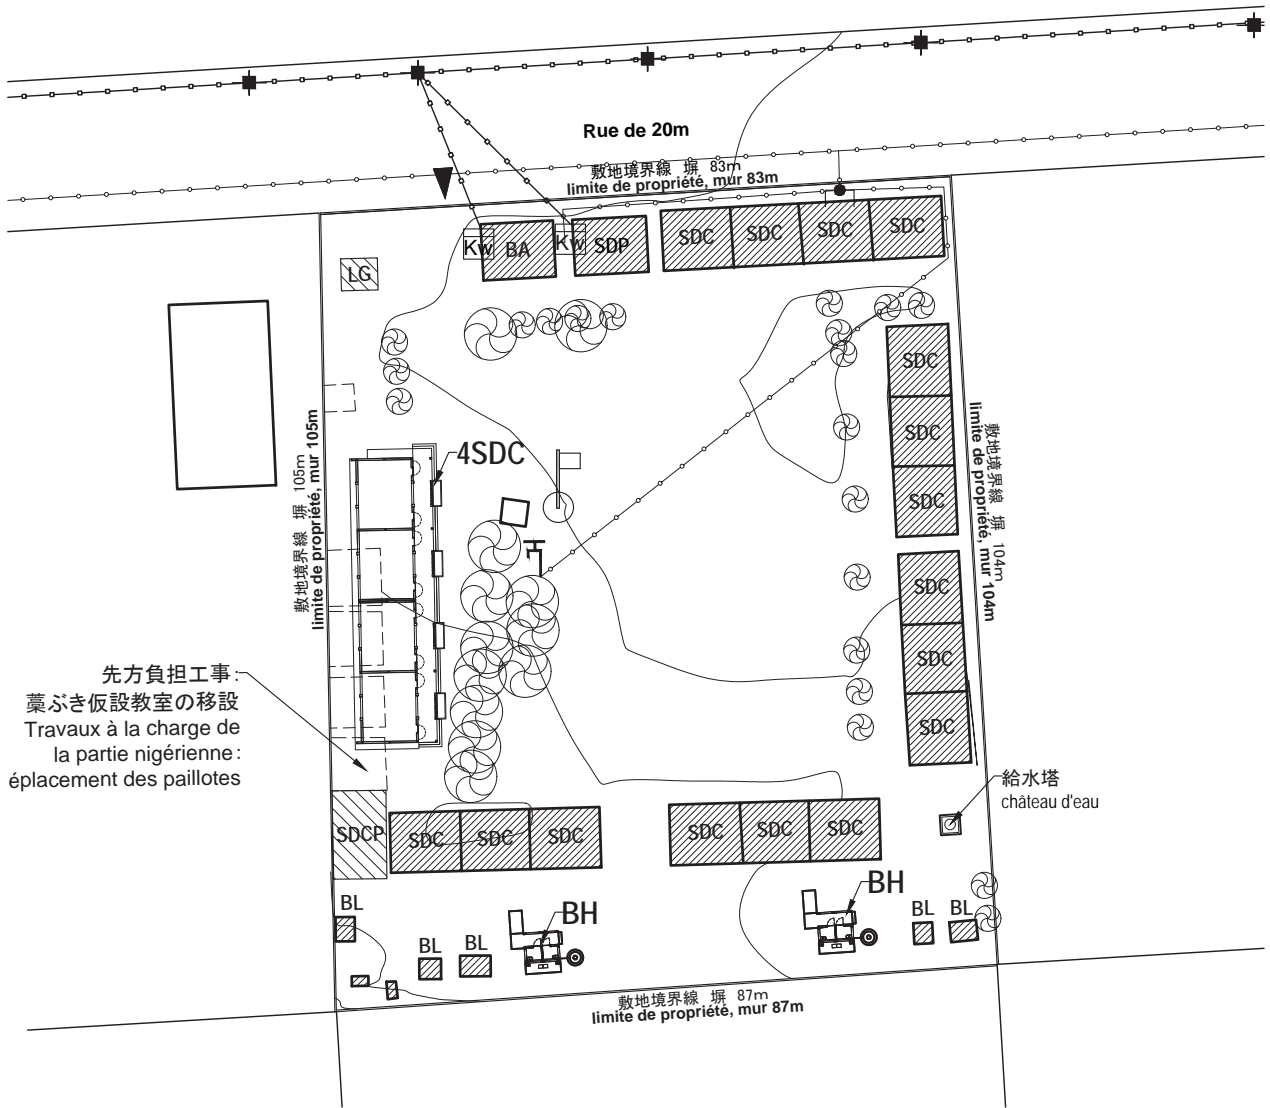 Rue de 20m
敷地境界線 塀 83m
limite de propriété, mur 83m
Kw
BA
Kw
SDP
SDC
SDC
SDC
SDC
LG
SDC
SDC
SDC
4SDC
敷地境界線 塀 105m
limite de propriété, mur 105m
敷地境界線 塀 104m
limite de propriété, mur 104m
SDC
SDC
SDC
先方負担工事:
藁ぶき仮設教室の移設
Travaux à la charge de
la partie nigérienne:
éplacement des paillotes
給水塔
château d'eau
SDCP
SDC
SDC
SDC
SDC
SDC
SDC
BL
BL
BL
BH
BH
BL
BL
敷地境界線 塀 87m
limite de propriété, mur 87m